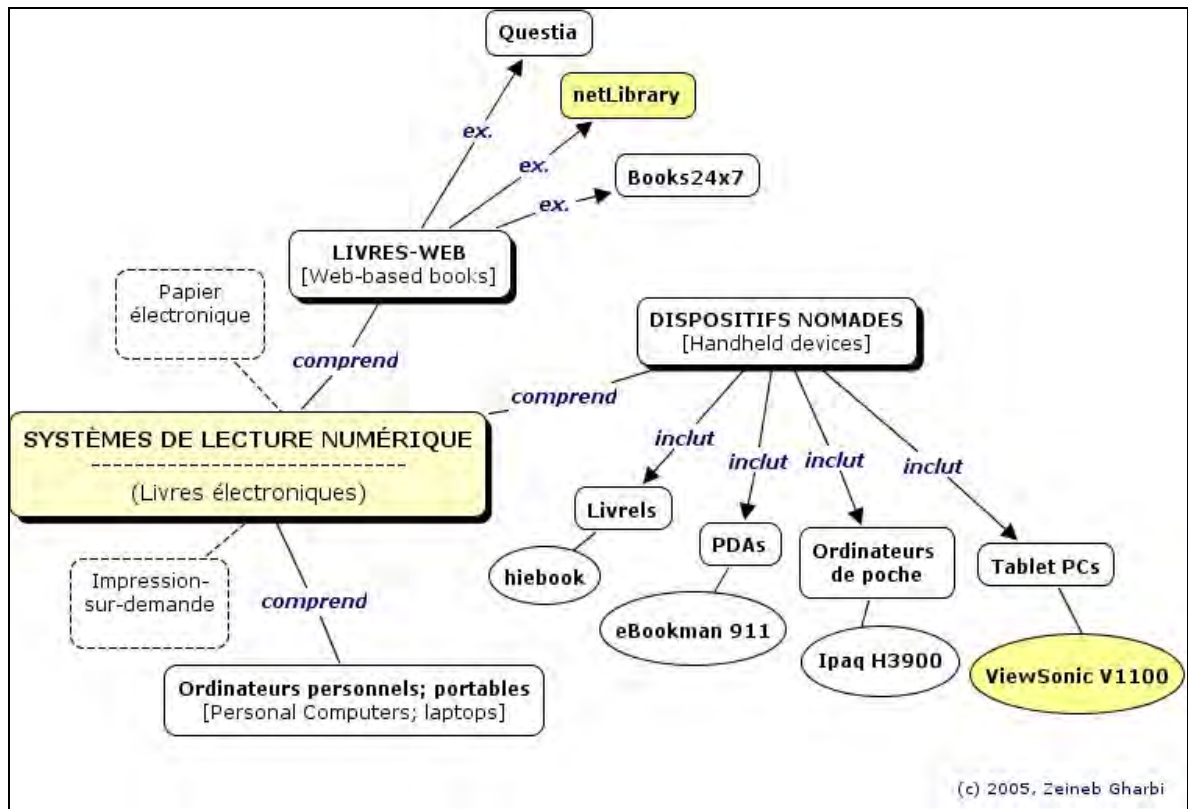 Questia
netLibrary
ex.
ex.
Books24x7
ex.
LIVRES-WEB
[Web-based books]
Papier
électronique
comprend
DISPOSITIFS NOMADES
[Handheld devices]
comprend
SYSTÈMES DE LECTURE NUMÉRIQUE
(Livres électroniques)
inclut
inclut
inclut
inclut
Livrels
PDAs
Ordinateurs
de poche
Tablet PCs
hiebook
eBookman 911
Ipaq H3900
ViewSonic V1100
Impression-
sur-demande
comprend
Ordinateurs personnels; portables
[Personal Computers; laptops]
(c) 2005, Zeineb Gharbi